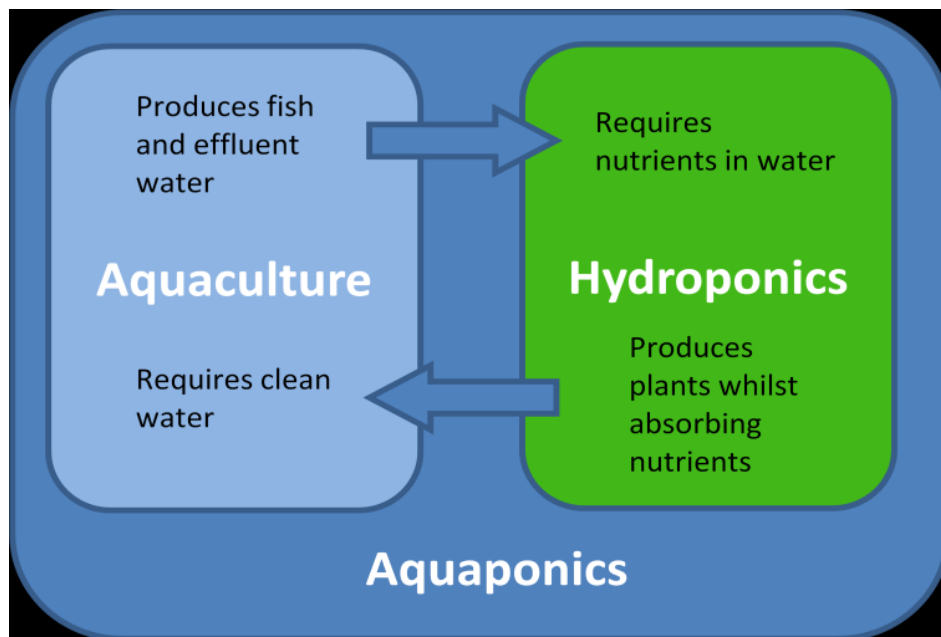 Produces fish
and effluent
water
Aquaculture
Requires clean
water
Requires
nutrients in water
Hydroponics
Produces
plants whilst
absorbing
nutrients
Aquaponics